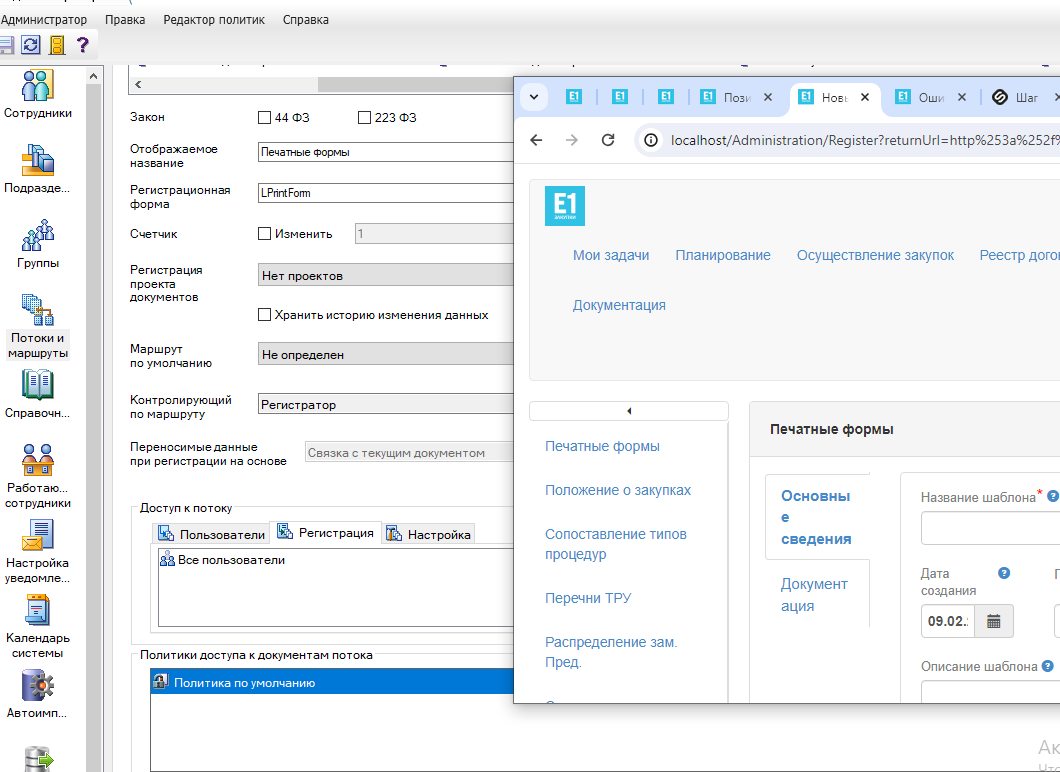 Администратор Правка Редактор политик Справка
Сотрудники
Подразде...
Группы
Потоки и
маршруты
Справочн...
Работаю...
сотрудники
Настройка
уведомле...
Календарь
системы
Автоимп...
Закон
44 ФЗ
223 ФЗ
Отображаемое
название
Печатные формы
Регистрационная
форма
LPrintForm
Счетчик
Изменить
1
Регистрация
проекта
документов
Нет проектов
Хранить историю изменения данных
Маршрут
по умолчанию
Не определен
Контролирующий
по маршруту
Регистратор
Переносимые данные
при регистрации на основе
Связка с текущим документом
Доступ к потоку
Пользователи
Регистрация
Настройка
Все пользователи
Политики доступа к документам потока
Политика по умолчанию
E1 E1 E1 E1 Пози E1 Новы E1 Оши Шаг
localhost/Administration/Register?returnUrl=http%253a%252f%
E1
Мои задачи Планирование Осуществление закупок Реестр догов
Документация
Печатные формы
Положение о закупках
Сопоставление типов
процедур
Перечни ТРУ
Распределение зам.
Пред.
Печатные формы
Основны
е
сведения
Документ
ация
Название шаблона*
Дата
создания
09.02.
Описание шаблона
Ак